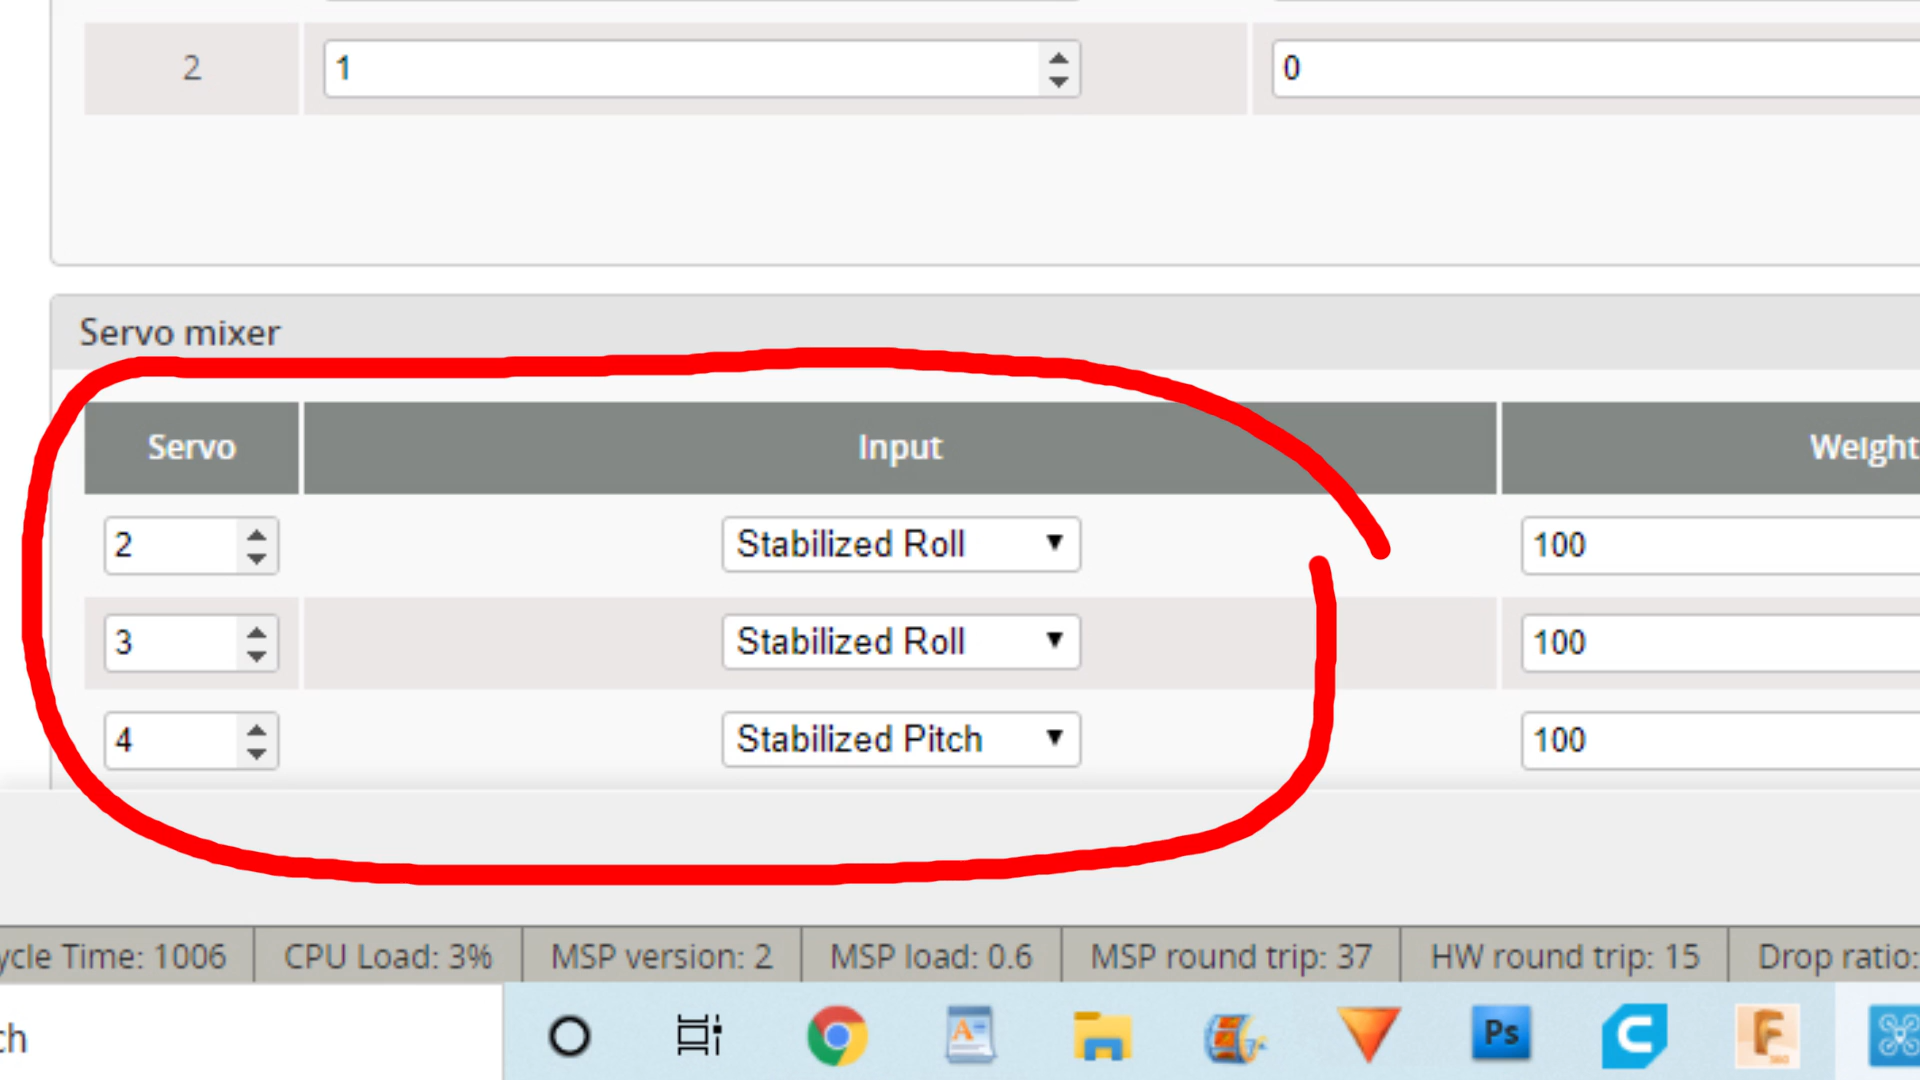 2 1 0
Servo mixer
Servo Input Weight
2 Stabilized Roll 100
3 Stabilized Roll 100
4 Stabilized Pitch 100
ycle Time: 1006 CPU Load: 3% MSP version: 2 MSP load: 0.6 MSP round trip: 37 HW round trip: 15 Drop ratio:
ch A Ps C F